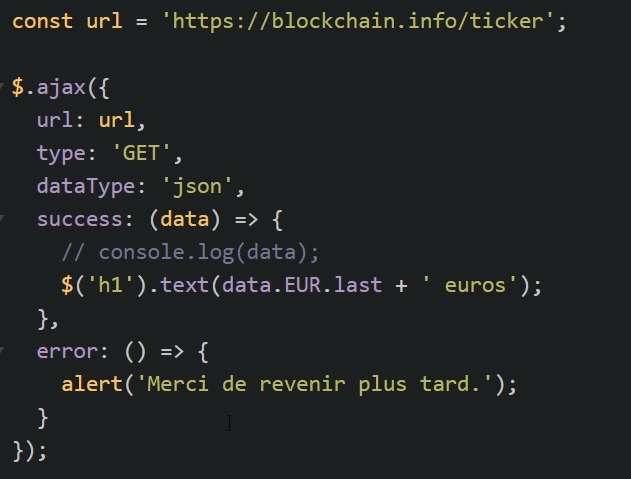 const url = 'https://blockchain.info/ticker';
$.ajax({
url: url,
type: 'GET',
dataType: 'json',
success: (data) => {
// console.log(data);
$('h1').text(data.EUR.last + ' euros');
},
error: () => {
alert('Merci de revenir plus tard.');
}
});